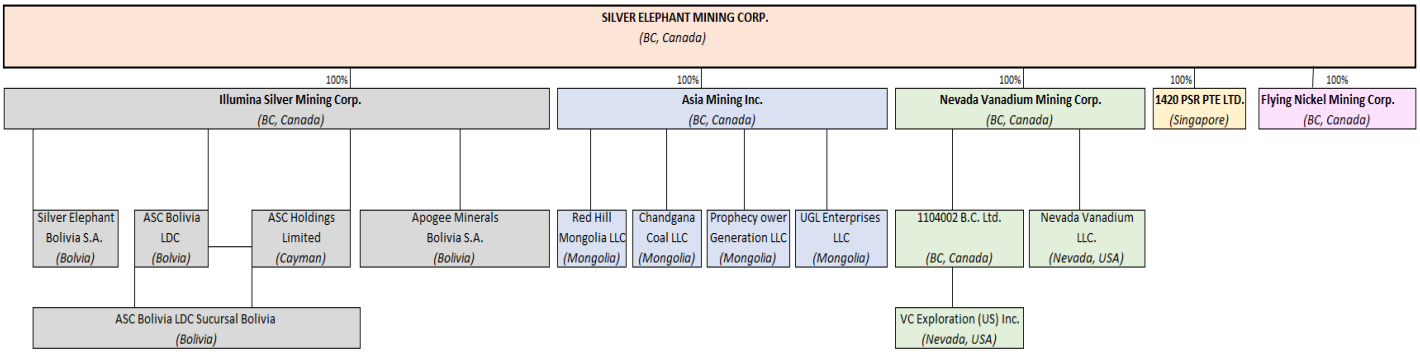 SILVER ELEPHANT MINING CORP.
(BC, Canada)
100%
100%
100%
100%
100%
Illumina Silver Mining Corp.
(BC, Canada)
Asia Mining Inc.
(BC, Canada)
Nevada Vanadium Mining Corp.
(BC, Canada)
1420 PSR PTE LTD.
(Singapore)
Flying Nickel Mining Corp.
(BC, Canada)
Silver Elephant
Bolivia S.A.
(Bolvia)
ASC Bolivia
LDC
(Bolvia)
ASC Holdings
Limited
(Cayman)
Apogee Minerals
Bolivia S.A.
(Bolivia)
Red Hill
Mongolia LLC
(Mongolia)
Chandgana
Coal LLC
(Mongolia)
Prophecy ower
Generation LLC
(Mongolia)
UGL Enterprises
LLC
(Mongolia)
1104002 B.C. Ltd.
(BC, Canada)
Nevada Vanadium
LLC.
(Nevada, USA)
ASC Bolivia LDC Sucursal Bolivia
(Bolivia)
VC Exploration (US) Inc.
(Nevada, USA)